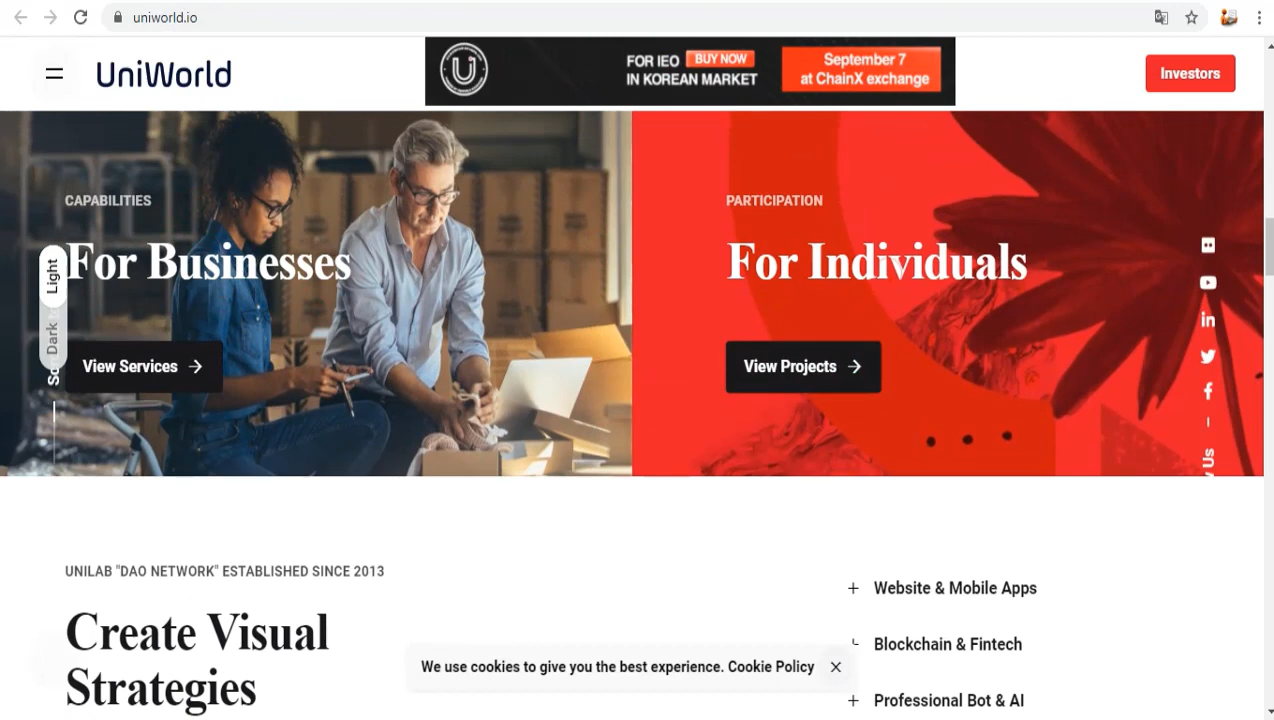 uniworld.io
UniWorld
FOR IEO BUY NOW
IN KOREAN MARKET
September 7
at ChainX exchange
Investors
CAPABILITIES
For Businesses
View Services
Light
Dark
PARTICIPATION
For Individuals
View Projects
Us
UNILAB "DAO NETWORK" ESTABLISHED SINCE 2013
Create Visual
Strategies
Website & Mobile Apps
Blockchain & Fintech
Professional Bot & AI
We use cookies to give you the best experience. Cookie Policy